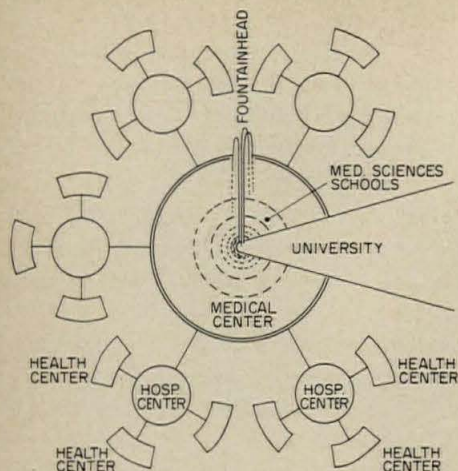 FOUNTAINHEAD
MED. SCIENCES
SCHOOLS
UNIVERSITY
MEDICAL
CENTER
HEALTH
CENTER
HOSP.
CENTER
HOSP.
CENTER
HEALTH
CENTER
HEALTH
CENTER
HEALTH
CENTER